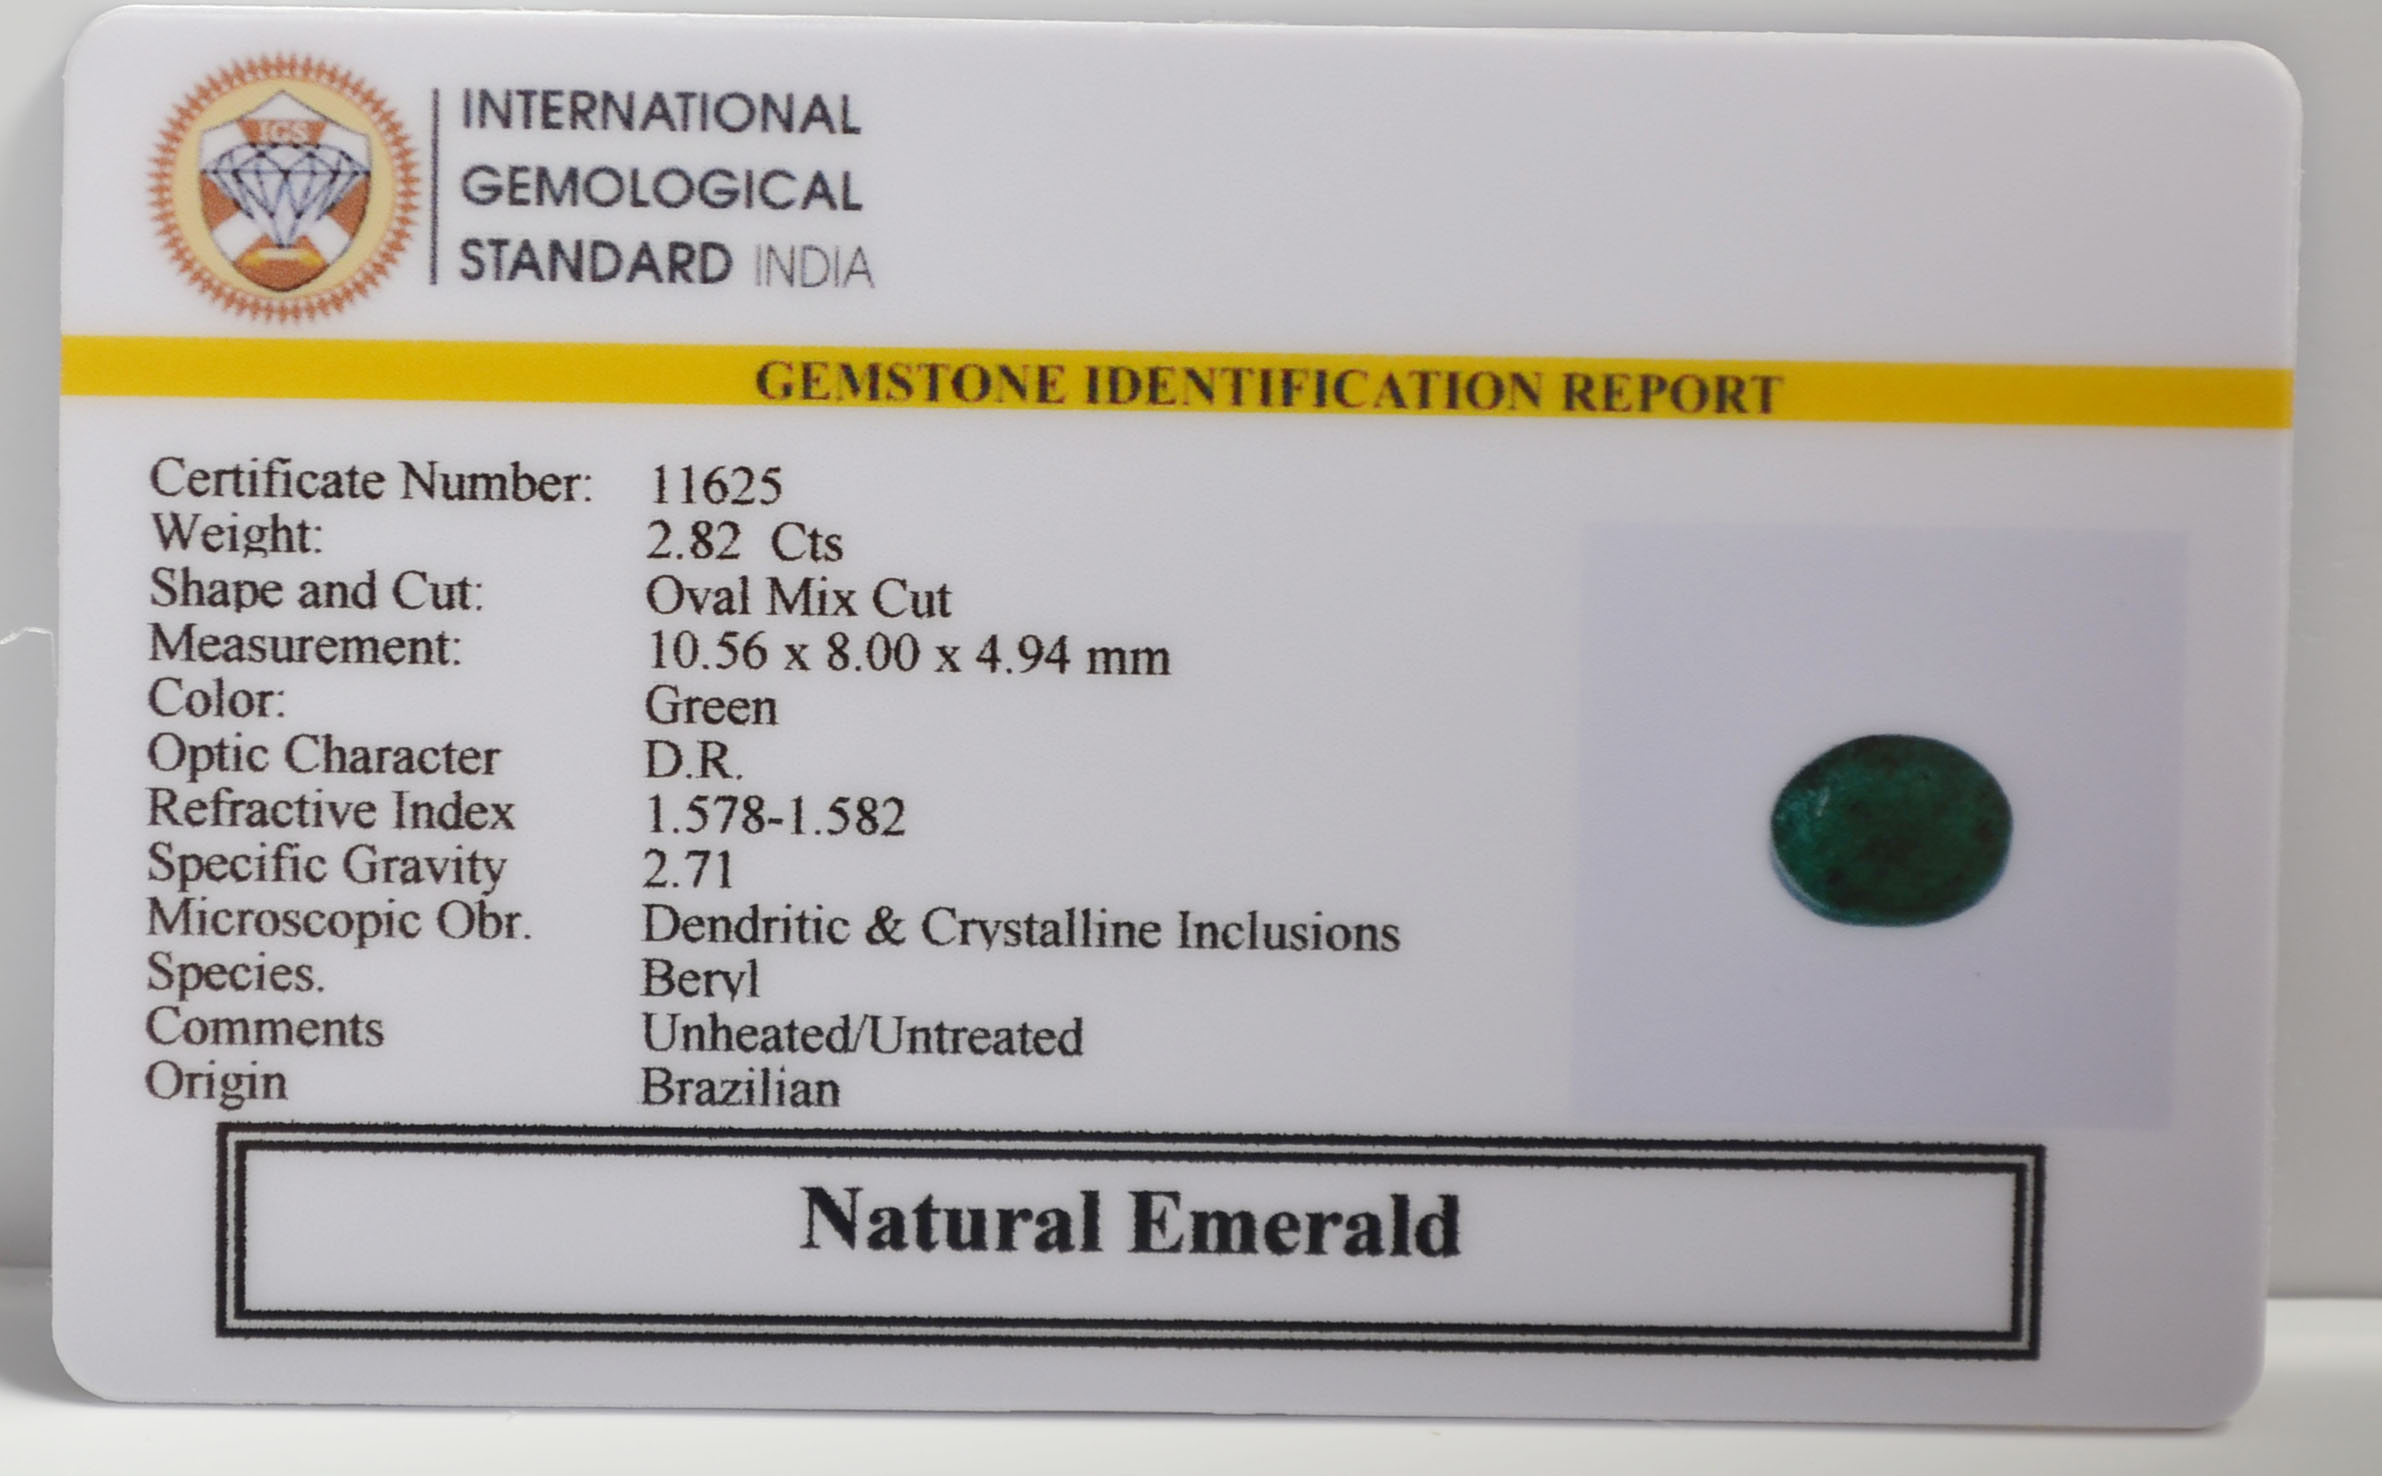 IGS
INTERNATIONAL
GEMOLOGICAL
STANDARD INDIA
GEMSTONE IDENTIFICATION REPORT
Certificate Number: 11625
Weight: 2.82 Cts
Shape and Cut: Oval Mix Cut
Measurement: 10.56 x 8.00 x 4.94 mm
Color: Green
Optic Character D.R.
Refractive Index 1.578-1.582
Specific Gravity 2.71
Microscopic Obr. Dendritic & Crystalline Inclusions
Species. Beryl
Comments Unheated/Untreated
Origin Brazilian
Natural Emerald